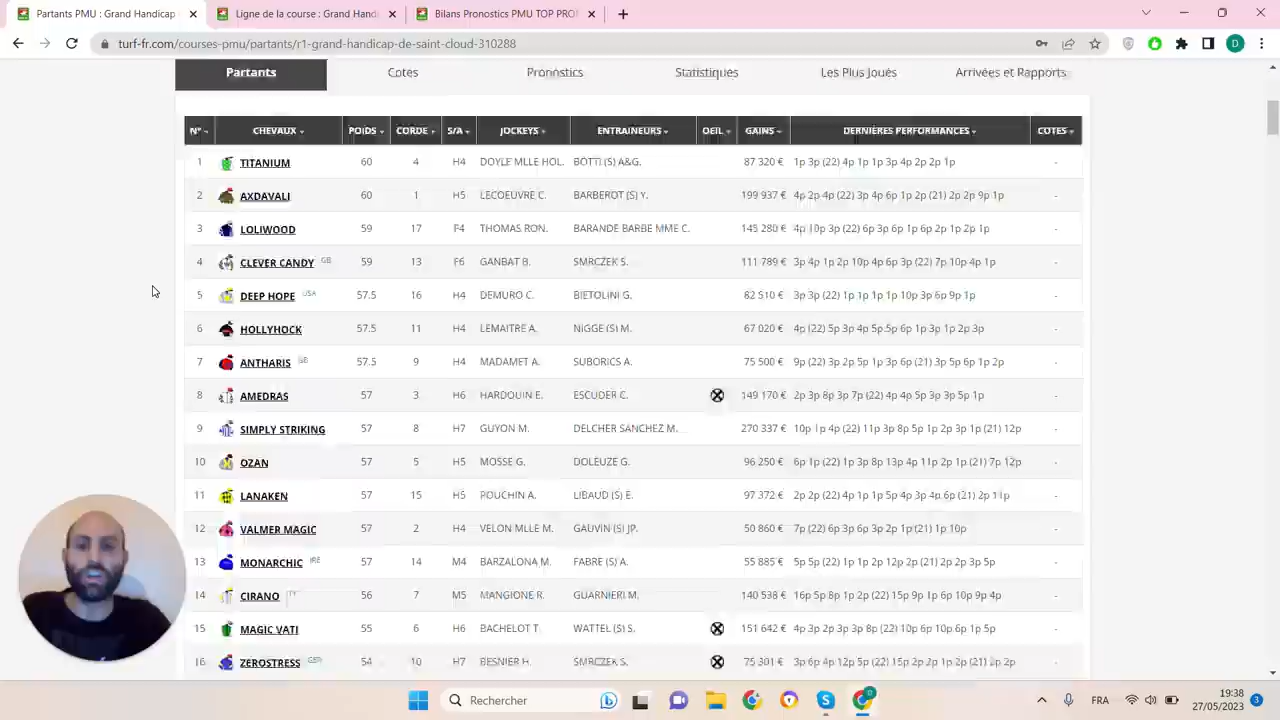 Partants PMU : Grand Handicap
Ligne de la course : Grand Handi
Bilans Pronostics PMU TOP PRO
turf-fr.com/courses-pmu/partants/r1-grand-handicap-de-saint-cloud-310288
D
Partants Cotes Pronostics Statistiques Les Plus Joués Arrivées et Rapports
N° CHEVAUX POIDS CORDE S/A JOCKEYS ENTRAINEURS OEIL GAINS DERNIÈRES PERFORMANCES COTES
1 TITANIUM 60 4 H4 DOYLE MLLE HOL. BOTTI (S) A&G. 87 320 € 1p 3p (22) 4p 1p 1p 3p 4p 2p 2p 1p -
2 AXDAVALI 60 1 H5 LECOEUVRE C. BARBEROT (S) Y. 199 937 € 4p 2p 4p (22) 3p 4p 6p 1p 2p (21) 2p 2p 9p 1p -
3 LOLIWOOD 59 17 F4 THOMAS RON. BARANDE BARBE MME C. 143 280 € 4p 10p 3p (22) 6p 3p 6p 1p 6p 2p 1p 2p 1p -
4 CLEVER CANDY GB 59 13 F6 GANBAT B. SMRCZEK S. 111 789 € 3p 4p 1p 2p 10p 4p 6p 3p (22) 7p 10p 4p 1p -
5 DEEP HOPE USA 57.5 16 H4 DEMURO C. BIETOLINI G. 82 510 € 3p 3p (22) 1p 1p 1p 1p 10p 3p 6p 9p 1p -
6 HOLLYHOCK 57.5 11 H4 LEMAITRE A. NIGGE (S) M. 67 020 € 4p (22) 5p 3p 4p 5p 5p 6p 1p 3p 1p 2p 3p -
7 ANTHARIS GB 57.5 9 H4 MADAMET A. SUBORICS A. 75 500 € 9p (22) 3p 2p 5p 1p 3p 6p (21) 3p 5p 6p 1p 2p -
8 AMEDRAS 57 3 H6 HARDOUIN E. ESCUDER C. 149 170 € 2p 3p 8p 3p 7p (22) 4p 4p 5p 3p 3p 5p 1p -
9 SIMPLY STRIKING 57 8 H7 GUYON M. DELCHER SANCHEZ M. 270 337 € 10p 1p 4p (22) 11p 3p 8p 5p 1p 2p 3p 1p (21) 12p -
10 OZAN 57 5 H5 MOSSE G. DOLEUZE G. 96 250 € 6p 1p (22) 1p 3p 8p 13p 4p 11p 2p 1p (21) 7p 12p -
11 LANAKEN 57 15 H5 POUCHIN A. LIBAUD (S) E. 97 372 € 2p 2p (22) 4p 5p 1p 1p 5p 4p 3p 4p 6p (21) 2p 1p -
12 VALMER MAGIC 57 2 H4 VELON MLLE M. GAUVIN (S) JP. 50 860 € 7p (22) 6p 3p 6p 3p 2p 1p (21) 1p 10p -
13 MONARCHIC IRE 57 14 M4 BARZALONA M. FABRE (S) A. 55 885 € 5p 5p (22) 1p 1p 2p 12p 2p (21) 2p 2p 3p 5p -
14 CIRANO 56 7 M5 MANGIONE R. GUARNIERI M. 140 538 € 16p 5p 8p 1p 2p (22) 15p 9p 1p 6p 10p 9p 4p -
15 MAGIC VATI 55 6 H6 BACHELOT T. WATTEL (S) S. 151 642 € 4p 3p 2p 3p 3p 8p (22) 10p 6p 10p 6p 1p 5p -
16 ZEROSTRESS GER 54 10 H7 BESNIER H. SMRCZEK S. 75 301 € 3p 6p 4p 12p 5p (22) 15p 2p 2p
Rechercher
FRA
19:38
27/05/2023
3